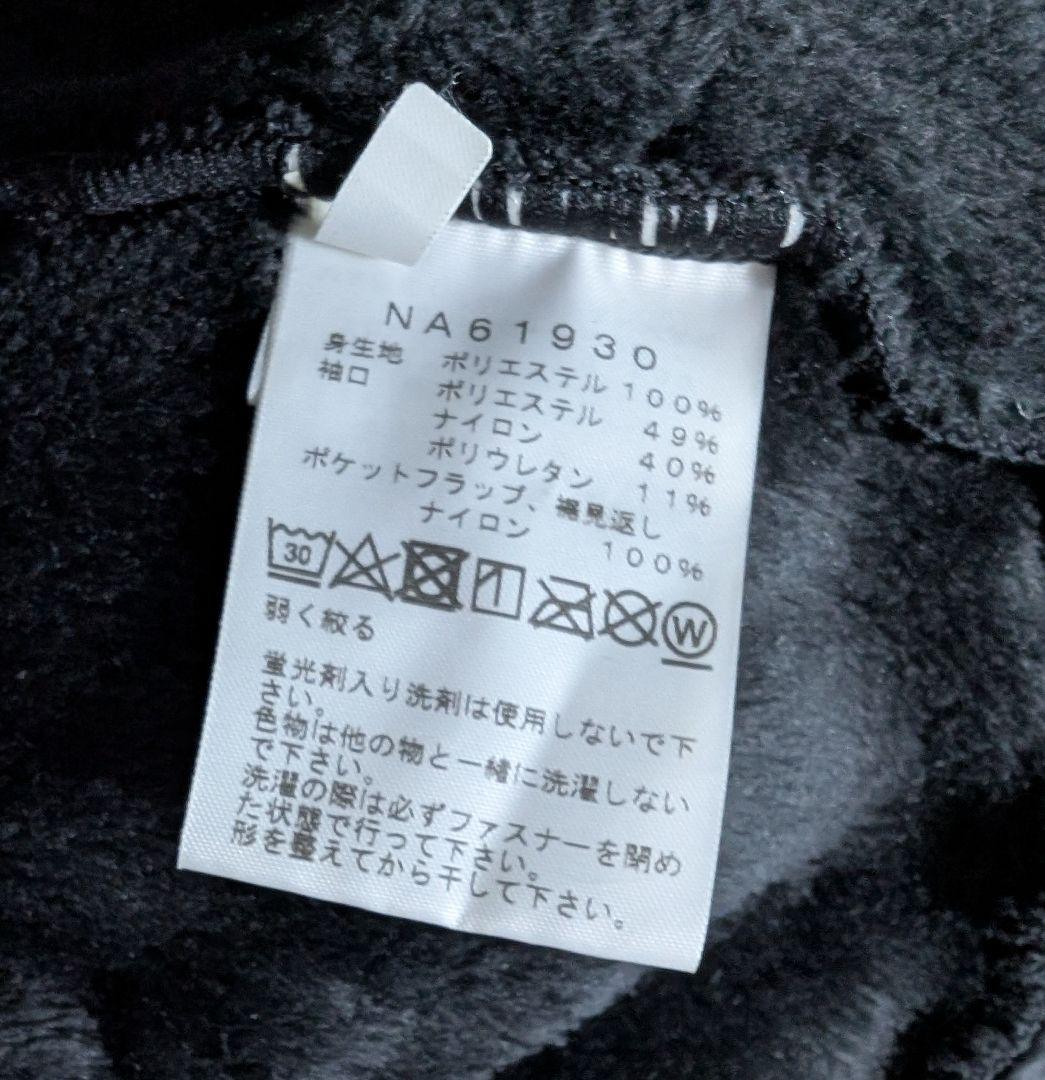 NA61930
身生地 ポリエステル 100%
袖口 ポリエステル 49%
ナイロン 40%
ポリウレタン 11%
ポケットフラップ、裾見返し
ナイロン 100%
30
W
弱く絞る
蛍光剤入り洗剤は使用しないで下
さい。
色物は他の物と一緒に洗濯しない
で下さい。
洗濯の際は必ずファスナーを閉め
た状態で行って下さい。
形を整えてから干して下さい。